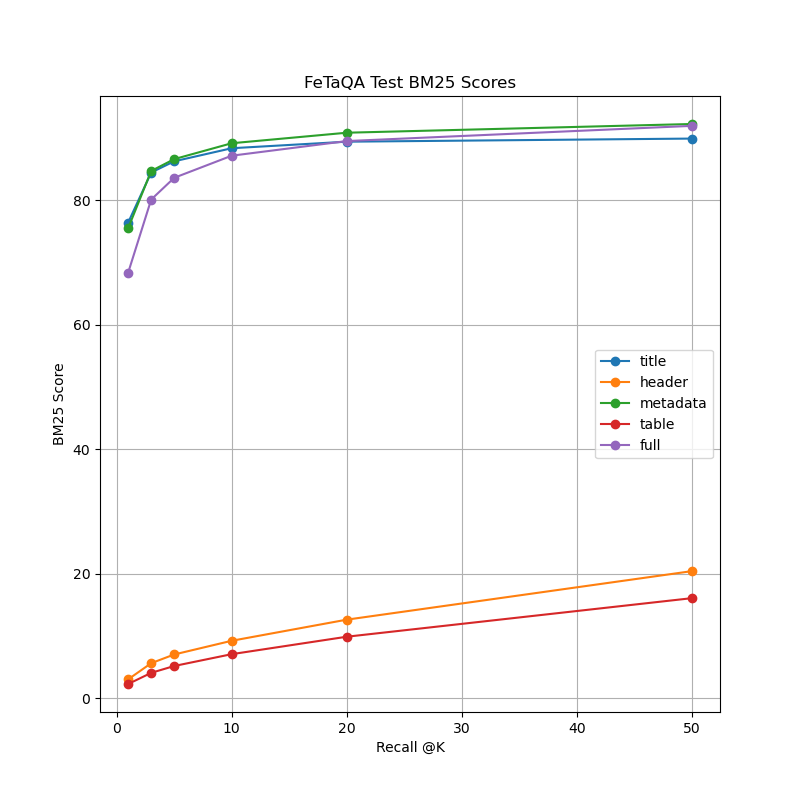 FeTaQA Test BM25 Scores
BM25 Score
80
60
40
20
0
title
header
metadata
table
full
0 10 20 30 40 50
Recall @K